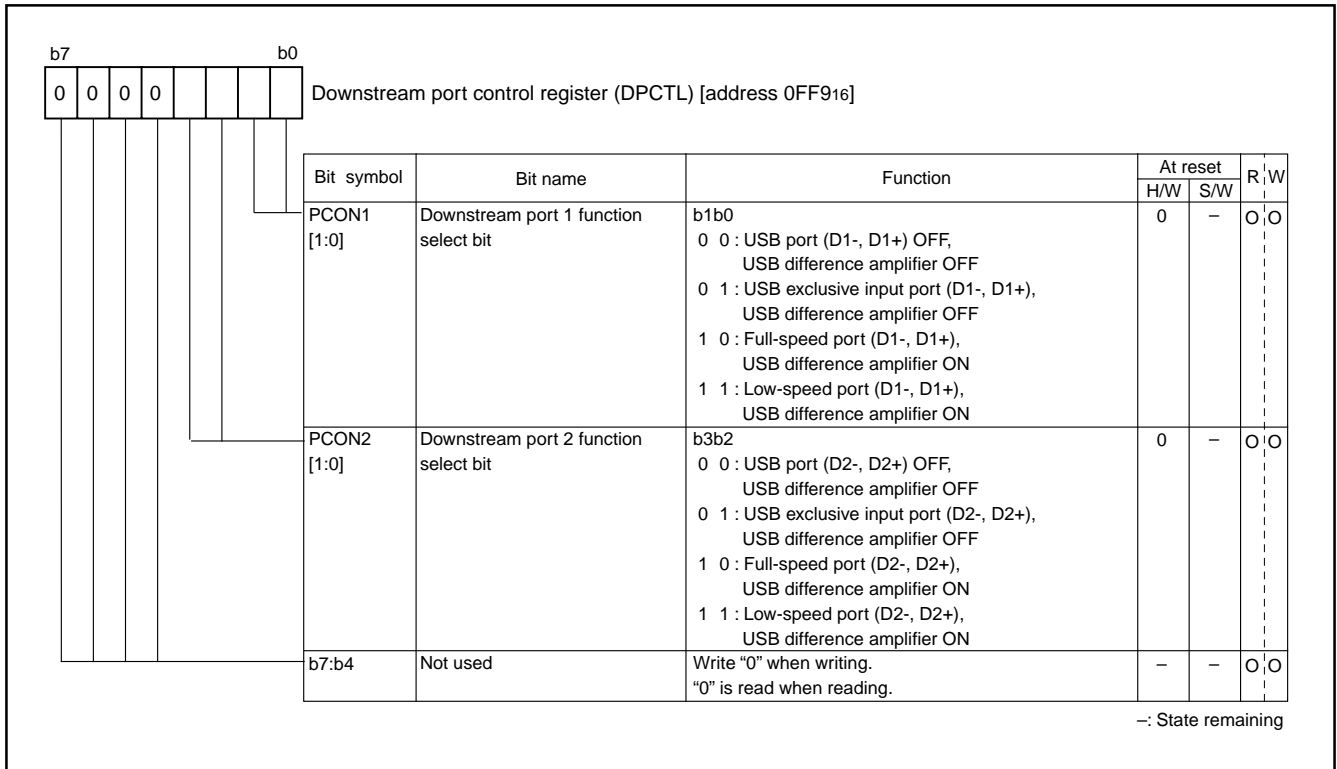 b7 b0
0 0 0 0
Downstream port control register (DPCTL) [address 0FF916]
Bit symbol Bit name Function At reset R W
H/W S/W
PCON1 Downstream port 1 function b1b0 0 – O O
[1:0] select bit 0 0 : USB port (D1-, D1+) OFF,
USB difference amplifier OFF
0 1 : USB exclusive input port (D1-, D1+),
USB difference amplifier OFF
1 0 : Full-speed port (D1-, D1+),
USB difference amplifier ON
1 1 : Low-speed port (D1-, D1+),
USB difference amplifier ON
PCON2 Downstream port 2 function b3b2 0 – O O
[1:0] select bit 0 0 : USB port (D2-, D2+) OFF,
USB difference amplifier OFF
0 1 : USB exclusive input port (D2-, D2+),
USB difference amplifier OFF
1 0 : Full-speed port (D2-, D2+),
USB difference amplifier ON
1 1 : Low-speed port (D2-, D2+),
USB difference amplifier ON
b7:b4 Not used Write “0” when writing. – – O O
“0” is read when reading.
–: State remaining